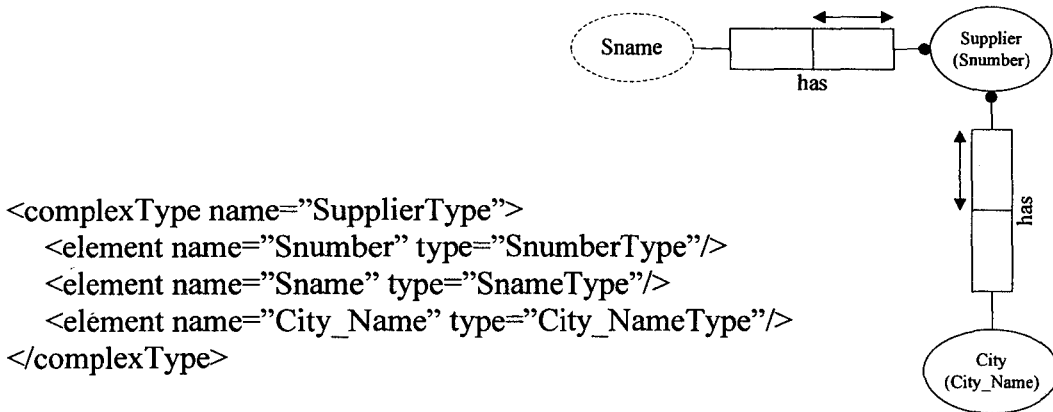 Sname
has
Supplier
(Snumber)
has
City
(City_Name)
<complexType name=”SupplierType”>
<element name=”Snumber” type=”SnumberType”/>
<element name=”Sname” type=”SnameType”/>
<element name=”City_Name” type=”City_NameType”/>
</complexType>